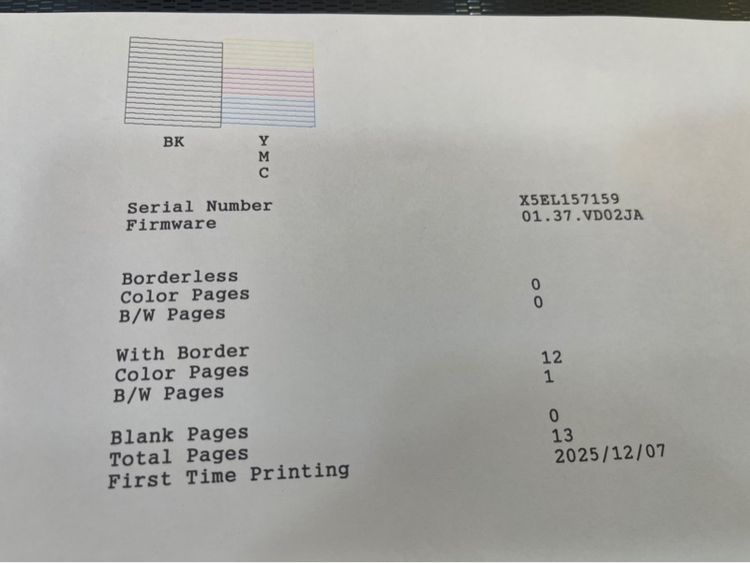 BK Y
M
C
Serial Number X5EL157159
Firmware 01.37.VD02JA
Borderless
Color Pages 0
B/W Pages 0
With Border
Color Pages 12
B/W Pages 1
Blank Pages 0
Total Pages 13
First Time Printing 2025/12/07